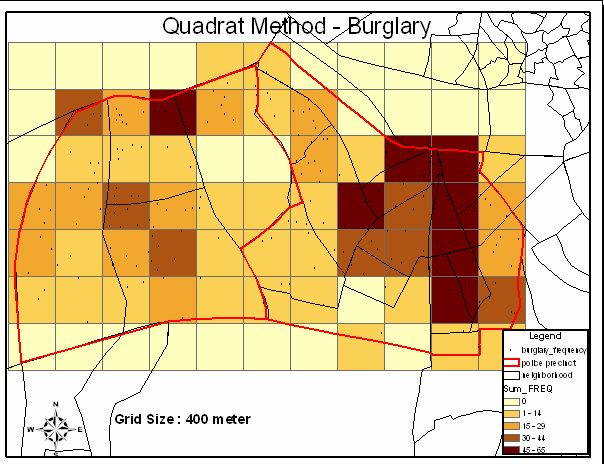 Quadrat Method - Burglary
Legend
burglary_frequency
police precinct
neighborhood
Sum_FREQ
0
1 - 14
15 - 29
30 - 44
45 - 65
N
W E
S
Grid Size : 400 meter